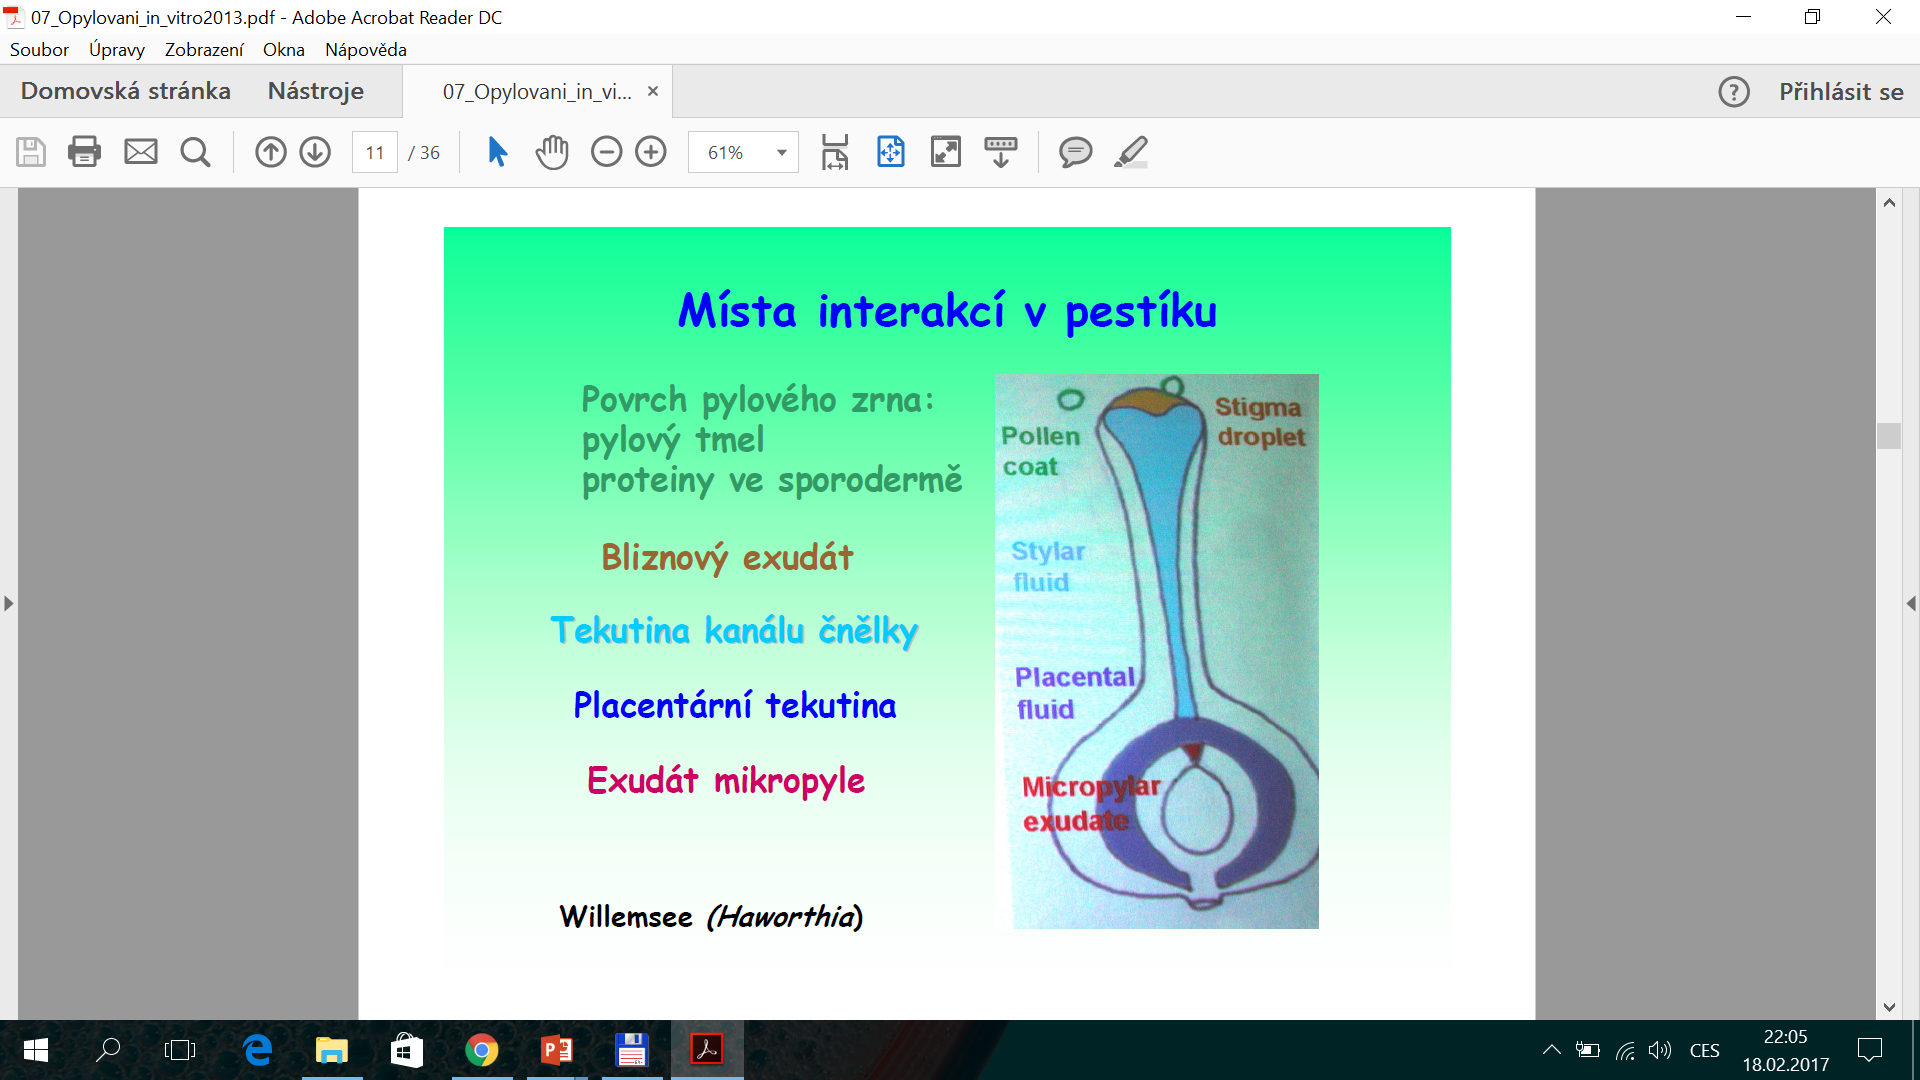 07_Opylovani_in_vitro2013.pdf - Adobe Acrobat Reader DC
Soubor Úpravy Zobrazení Okna Nápověda
Domovská stránka Nástroje 07_Opylovani_in_vi... × ? Přihlásit se
11 / 36 61%
Místa interakcí v pestíku
Povrch pylového zrna:
pylový tmel
proteiny ve sporodermě
Bliznový exudát
Tekutina kanálu čnělky
Placentární tekutina
Exudát mikropyle
Willemsee (Haworthia)
Stigma
droplet
Pollen
coat
Stylar
fluid
Placental
fluid
Micropylar
exudate
CES
22:05
18.02.2017